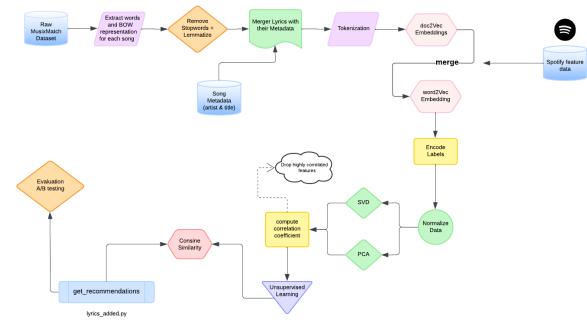 Raw
MusixMatch
Dataset
Extract words
and BOW
representation
for each song
Remove
Stopwords +
Lemmatize
Merger Lyrics with
their Metadata
Tokenization
doc2Vec
Embeddings
merge
Spotify feature
data
word2Vec
Embedding
Song
Metadata
(artist & title)
Encode
Labels
Drop highly correlated
features
Evaluation
A/B testing
SVD
Normalize
Data
compute
correlation
coefficient
PCA
Consine
Similarity
Unsupervised
Learning
get_recommendations
lyrics_added.py